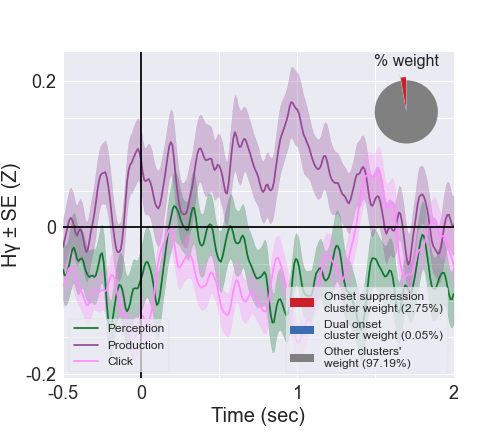 % weight
0.2
0
-0.2
Hγ ± SE (Z)
Perception
Production
Click
Onset suppression
cluster weight (2.75%)
Dual onset
cluster weight (0.05%)
Other clusters'
weight (97.19%)
-0.5
0
1
2
Time (sec)